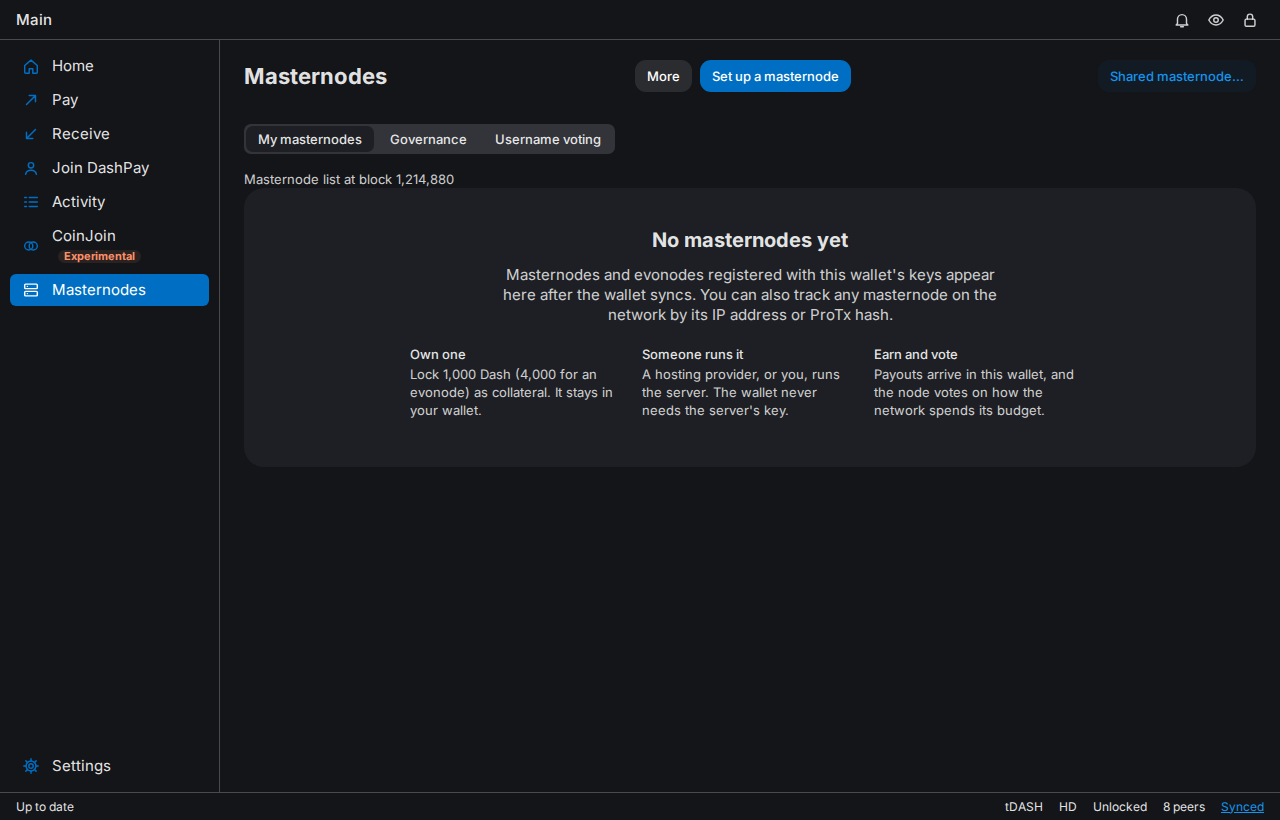 Main
Home
Pay
Receive
Join DashPay
Activity
CoinJoin
Experimental
Masternodes
Settings
Masternodes
More
Set up a masternode
Shared masternode...
My masternodes
Governance
Username voting
Masternode list at block 1,214,880
No masternodes yet
Masternodes and evonodes registered with this wallet's keys appear
here after the wallet syncs. You can also track any masternode on the
network by its IP address or ProTx hash.
Own one
Lock 1,000 Dash (4,000 for an
evonode) as collateral. It stays in
your wallet.
Someone runs it
A hosting provider, or you, runs
the server. The wallet never
needs the server's key.
Earn and vote
Payouts arrive in this wallet, and
the node votes on how the
network spends its budget.
Up to date
tDASH
HD
Unlocked
8 peers
Synced